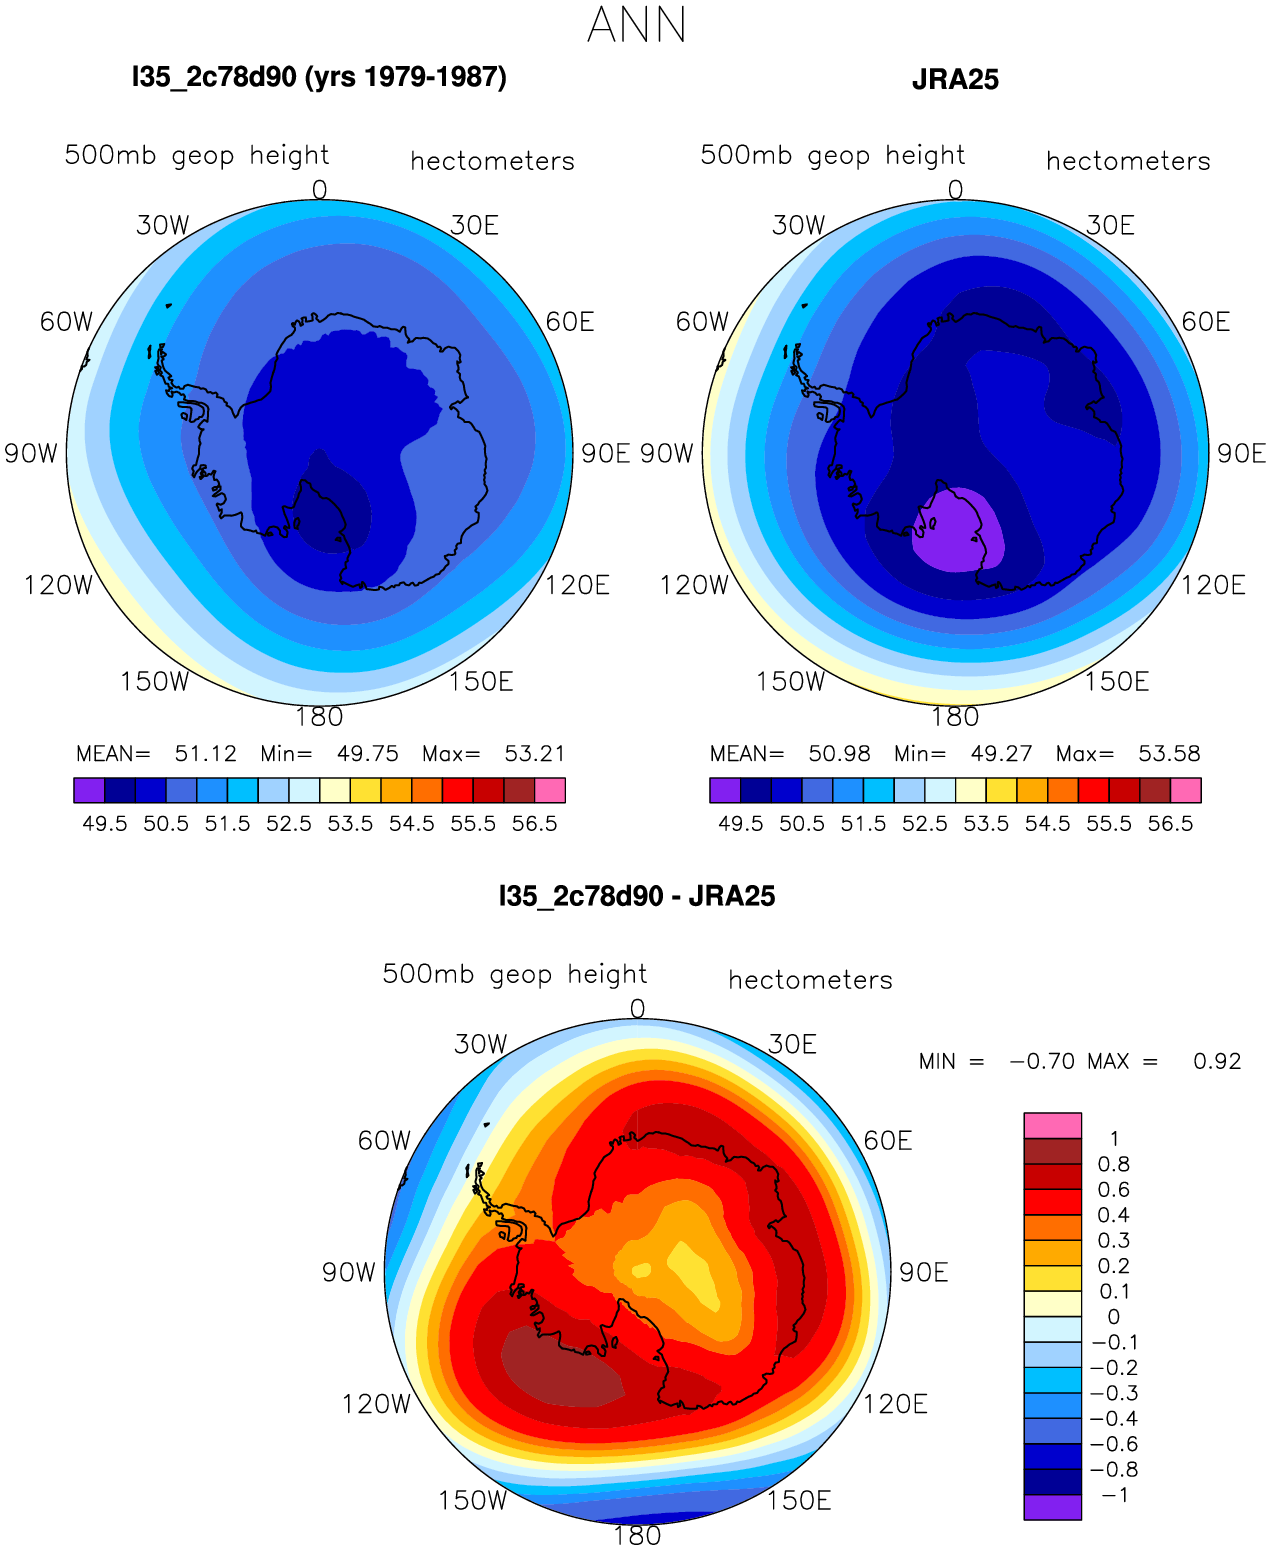 ANN
I35_2c78d90 (yrs 1979-1987)
JRA25
500mb geop height hectometers
500mb geop height hectometers
0
0
30W 30E
30W 30E
60W 60E
60W 60E
90W 90E
90W 90E
120W 120E
120W 120E
150W 150E
150W 150E
180
180
MEAN= 51.12 Min= 49.75 Max= 53.21
MEAN= 50.98 Min= 49.27 Max= 53.58
49.5 50.5 51.5 52.5 53.5 54.5 55.5 56.5
49.5 50.5 51.5 52.5 53.5 54.5 55.5 56.5
I35_2c78d90 - JRA25
500mb geop height hectometers
0
30W 30E
MIN = -0.70 MAX = 0.92
60W 60E
90W 90E
120W 120E
150W 150E
180
1
0.8
0.6
0.4
0.3
0.2
0.1
0
-0.1
-0.2
-0.3
-0.4
-0.6
-0.8
-1